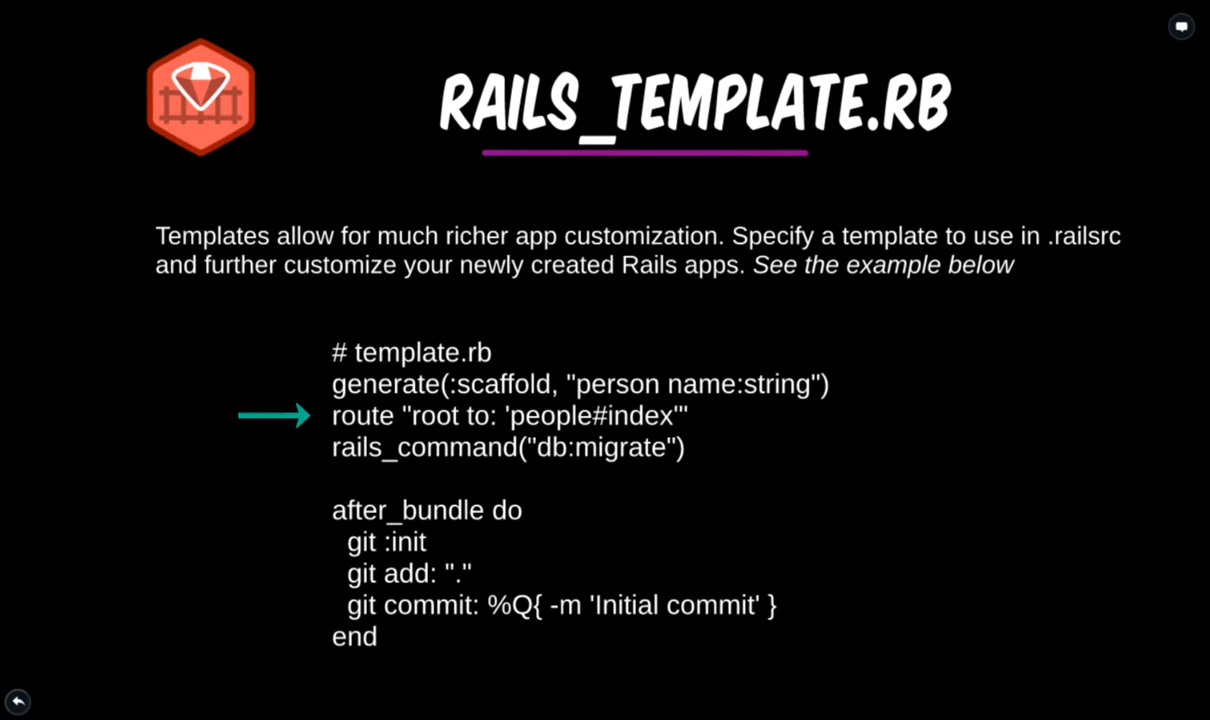 RAILS_TEMPLATE.RB
Templates allow for much richer app customization. Specify a template to use in .railsrc
and further customize your newly created Rails apps. See the example below
# template.rb
generate(:scaffold, "person name:string")
route "root to: 'people#index'"
rails_command("db:migrate")
after_bundle do
  git :init
  git add: "."
  git commit: %Q{ -m 'Initial commit' }
end